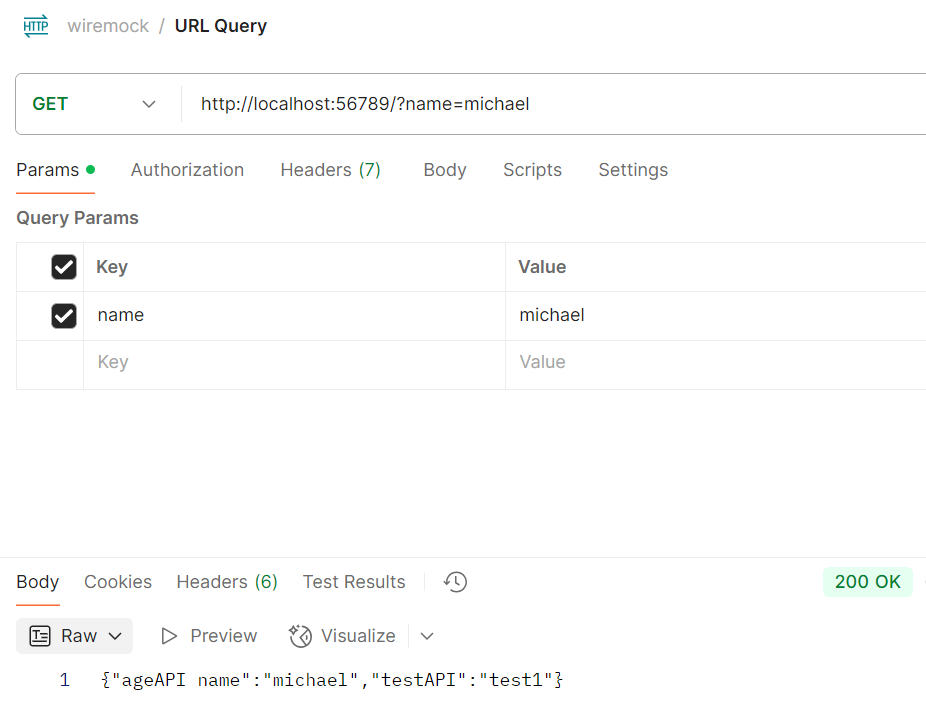 HTTP wiremock / URL Query
GET http://localhost:56789/?name=michael
Params Authorization Headers (7) Body Scripts Settings
Query Params
Key Value
name michael
Key Value
Body Cookies Headers (6) Test Results 200 OK
Raw Preview Visualize
1 {"ageAPI name":"michael","testAPI":"test1"}